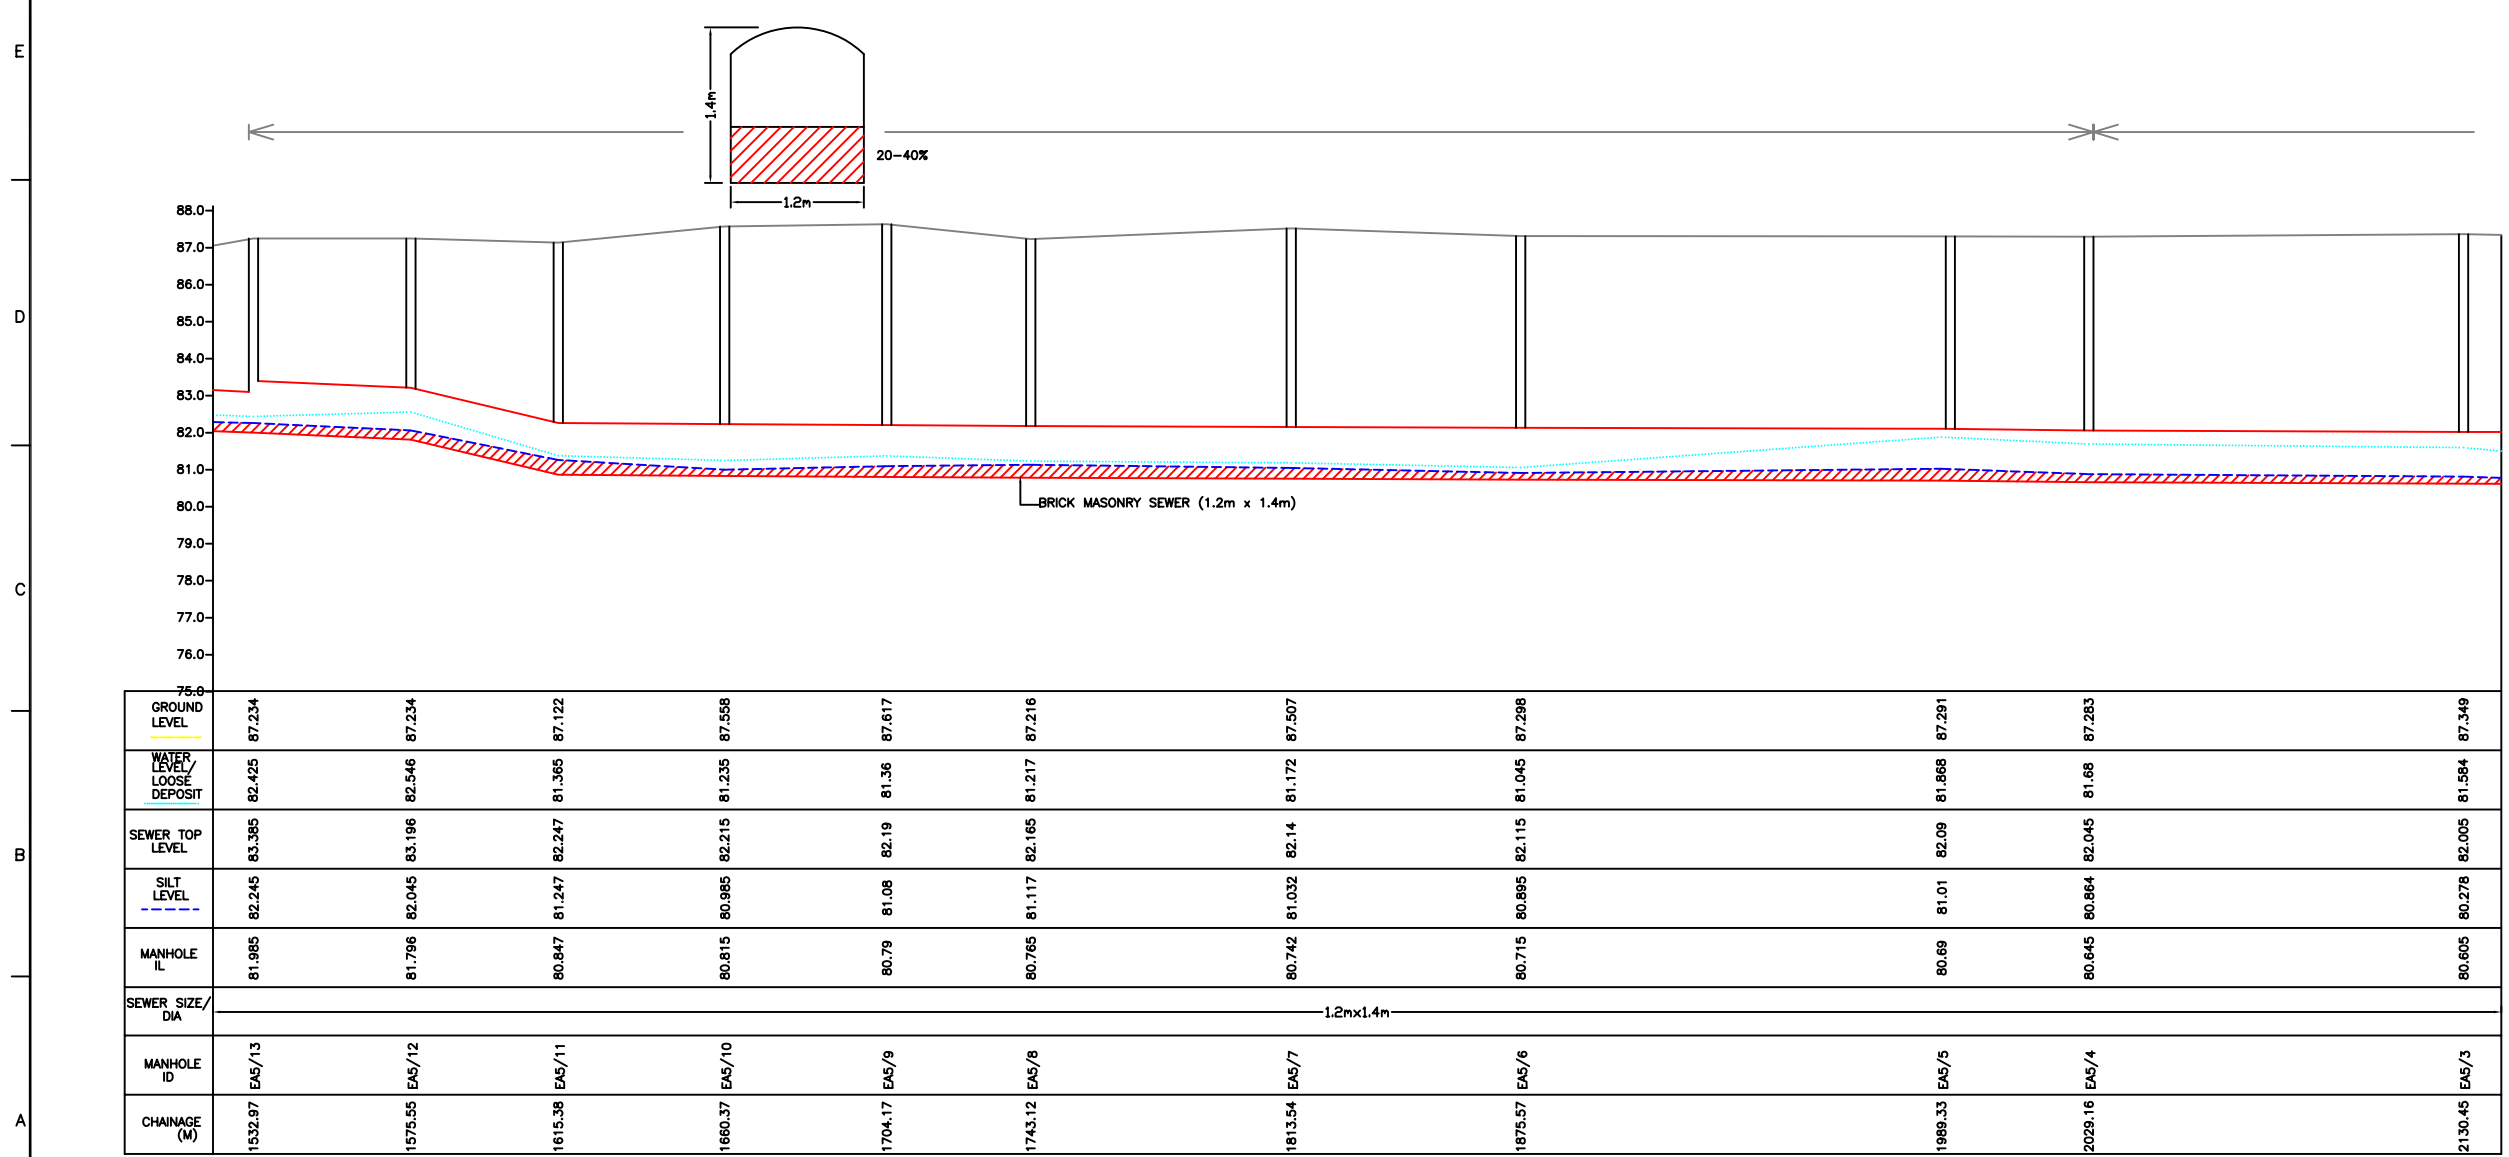 E
1.4m
20-40%
1.2m
88.0
87.0
86.0
D
85.0
84.0
83.0
82.0
81.0
BRICK MASONRY SEWER (1.2m x 1.4m)
80.0
79.0
C
78.0
77.0
76.0
75.0
GROUND
LEVEL
87.234 87.234 87.122 87.558 87.617 87.216 87.507 87.298 87.291 87.283 87.349
WATER
LEVEL/
LOOSE
DEPOSIT
82.425 82.546 81.365 81.235 81.36 81.217 81.172 81.045 81.868 81.68 81.584
B
SEWER TOP
LEVEL
83.385 83.196 82.247 82.215 82.19 82.165 82.14 82.115 82.09 82.045 82.005
SILT
LEVEL
82.245 82.045 81.247 80.985 81.08 81.117 81.032 80.895 81.01 80.864 80.278
MANHOLE
IL
81.985 81.796 80.847 80.815 80.79 80.765 80.742 80.715 80.69 80.645 80.605
SEWER SIZE/
DIA
1.2mx1.4m
MANHOLE
ID
EA5/13 EA5/12 EA5/11 EA5/10 EA5/9 EA5/8 EA5/7 EA5/6 EA5/5 EA5/4 EA5/3
A
CHAINAGE
(M)
1532.97 1575.55 1615.38 1660.37 1704.17 1743.12 1813.54 1875.57 1989.33 2029.16 2130.45